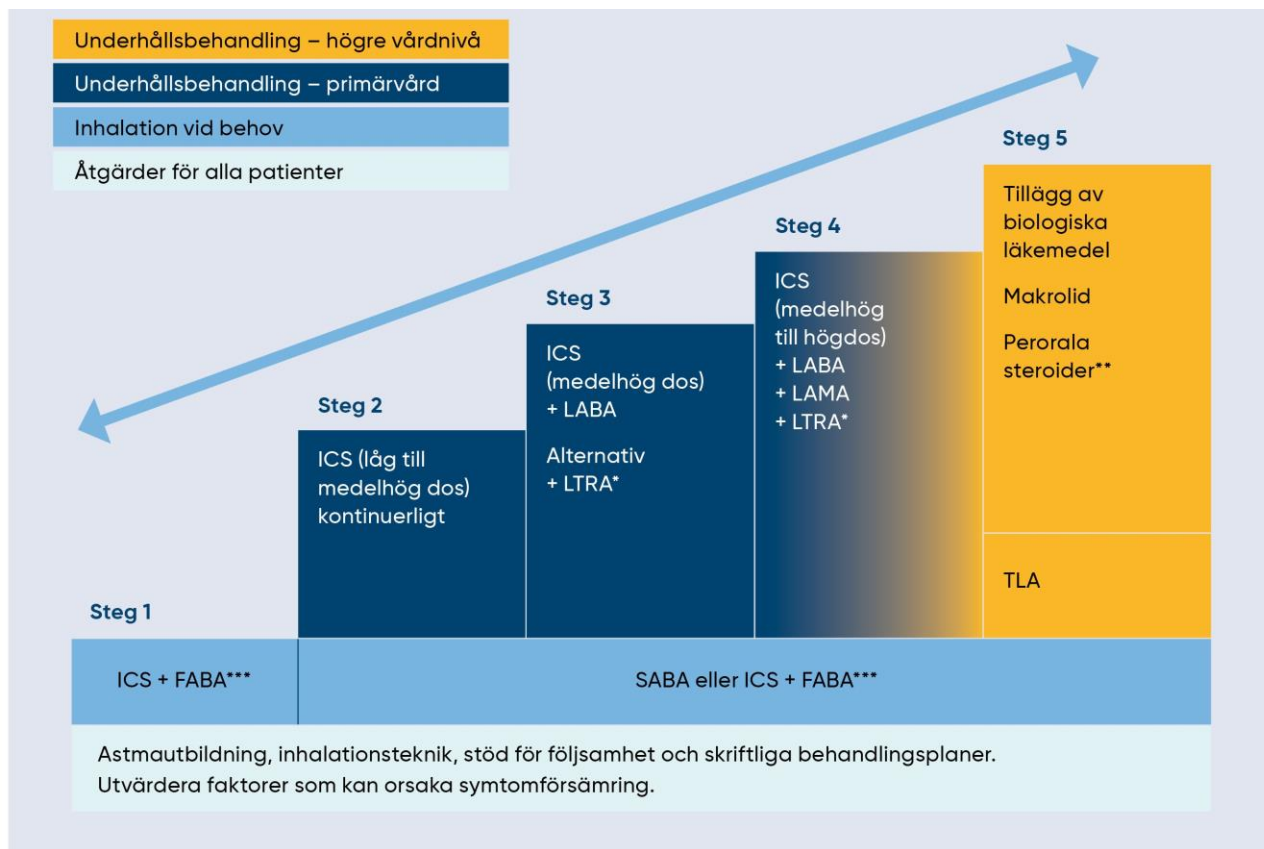 Underhållsbehandling – högre vårdnivå
Underhållsbehandling – primärvård
Inhalation vid behov
Åtgärder för alla patienter
Steg 1
ICS + FABA***
Steg 2
ICS (låg till
medelhög dos)
kontinuerligt
Steg 3
ICS
(medelhög dos)
+ LABA
Alternativ
+ LTRA*
Steg 4
ICS
(medelhög
till högdos)
+ LABA
+ LAMA
+ LTRA*
Steg 5
Tillägg av
biologiska
läkemedel
Makrolid
Perorala
steroider**
TLA
SABA eller ICS + FABA***
Astmautbildning, inhalationsteknik, stöd för följsamhet och skriftliga behandlingsplaner.
Utvärdera faktorer som kan orsaka symtomförsämring.